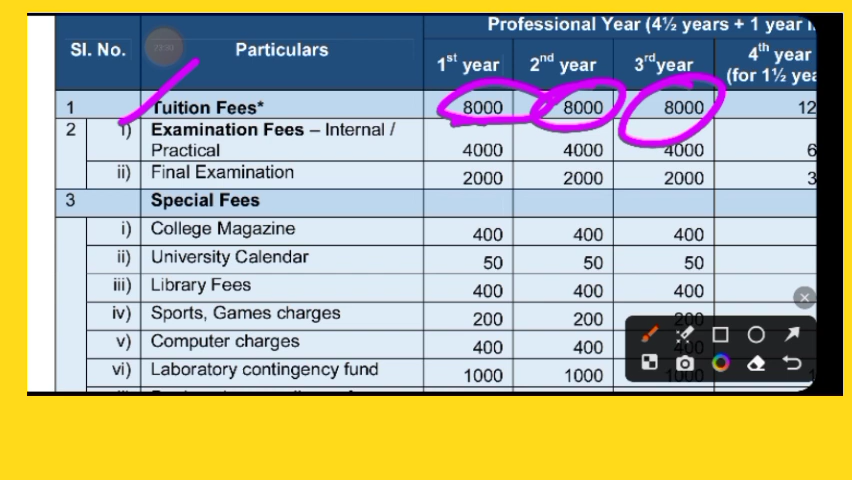 Professional Year (4½ years + 1 year
Sl. No. Particulars 1st year 2nd year 3rd year 4th year
(for 1½
1 Tuition Fees* 8000 8000 8000 12
2 i) Examination Fees – Internal /
Practical 4000 4000 4000 6
ii) Final Examination 2000 2000 2000 3
3 Special Fees
i) College Magazine 400 400 400
ii) University Calendar 50 50 50
iii) Library Fees 400 400 400
iv) Sports, Games charges 200 200 200
v) Computer charges 400 400 400
vi) Laboratory contingency fund 1000 1000 1000